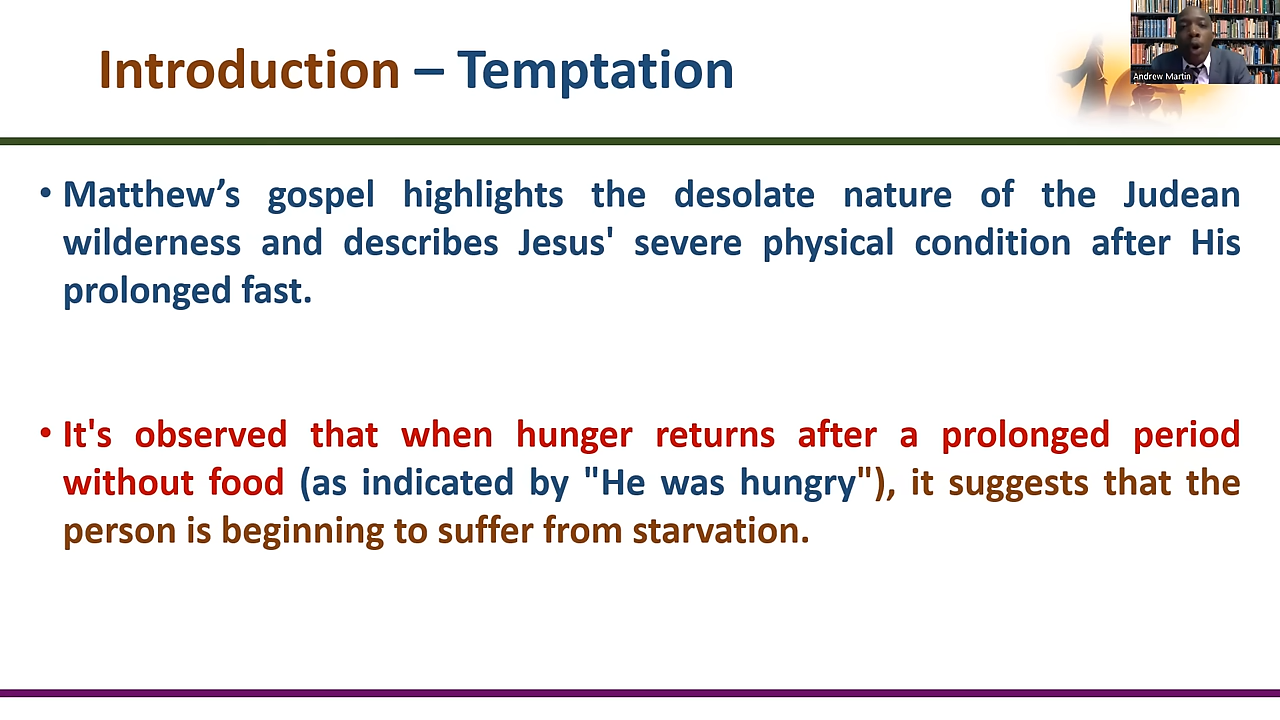 Introduction – Temptation
Andrew Martin
• Matthew’s gospel highlights the desolate nature of the Judean
wilderness and describes Jesus' severe physical condition after His
prolonged fast.
• It's observed that when hunger returns after a prolonged period
without food (as indicated by "He was hungry"), it suggests that the
person is beginning to suffer from starvation.